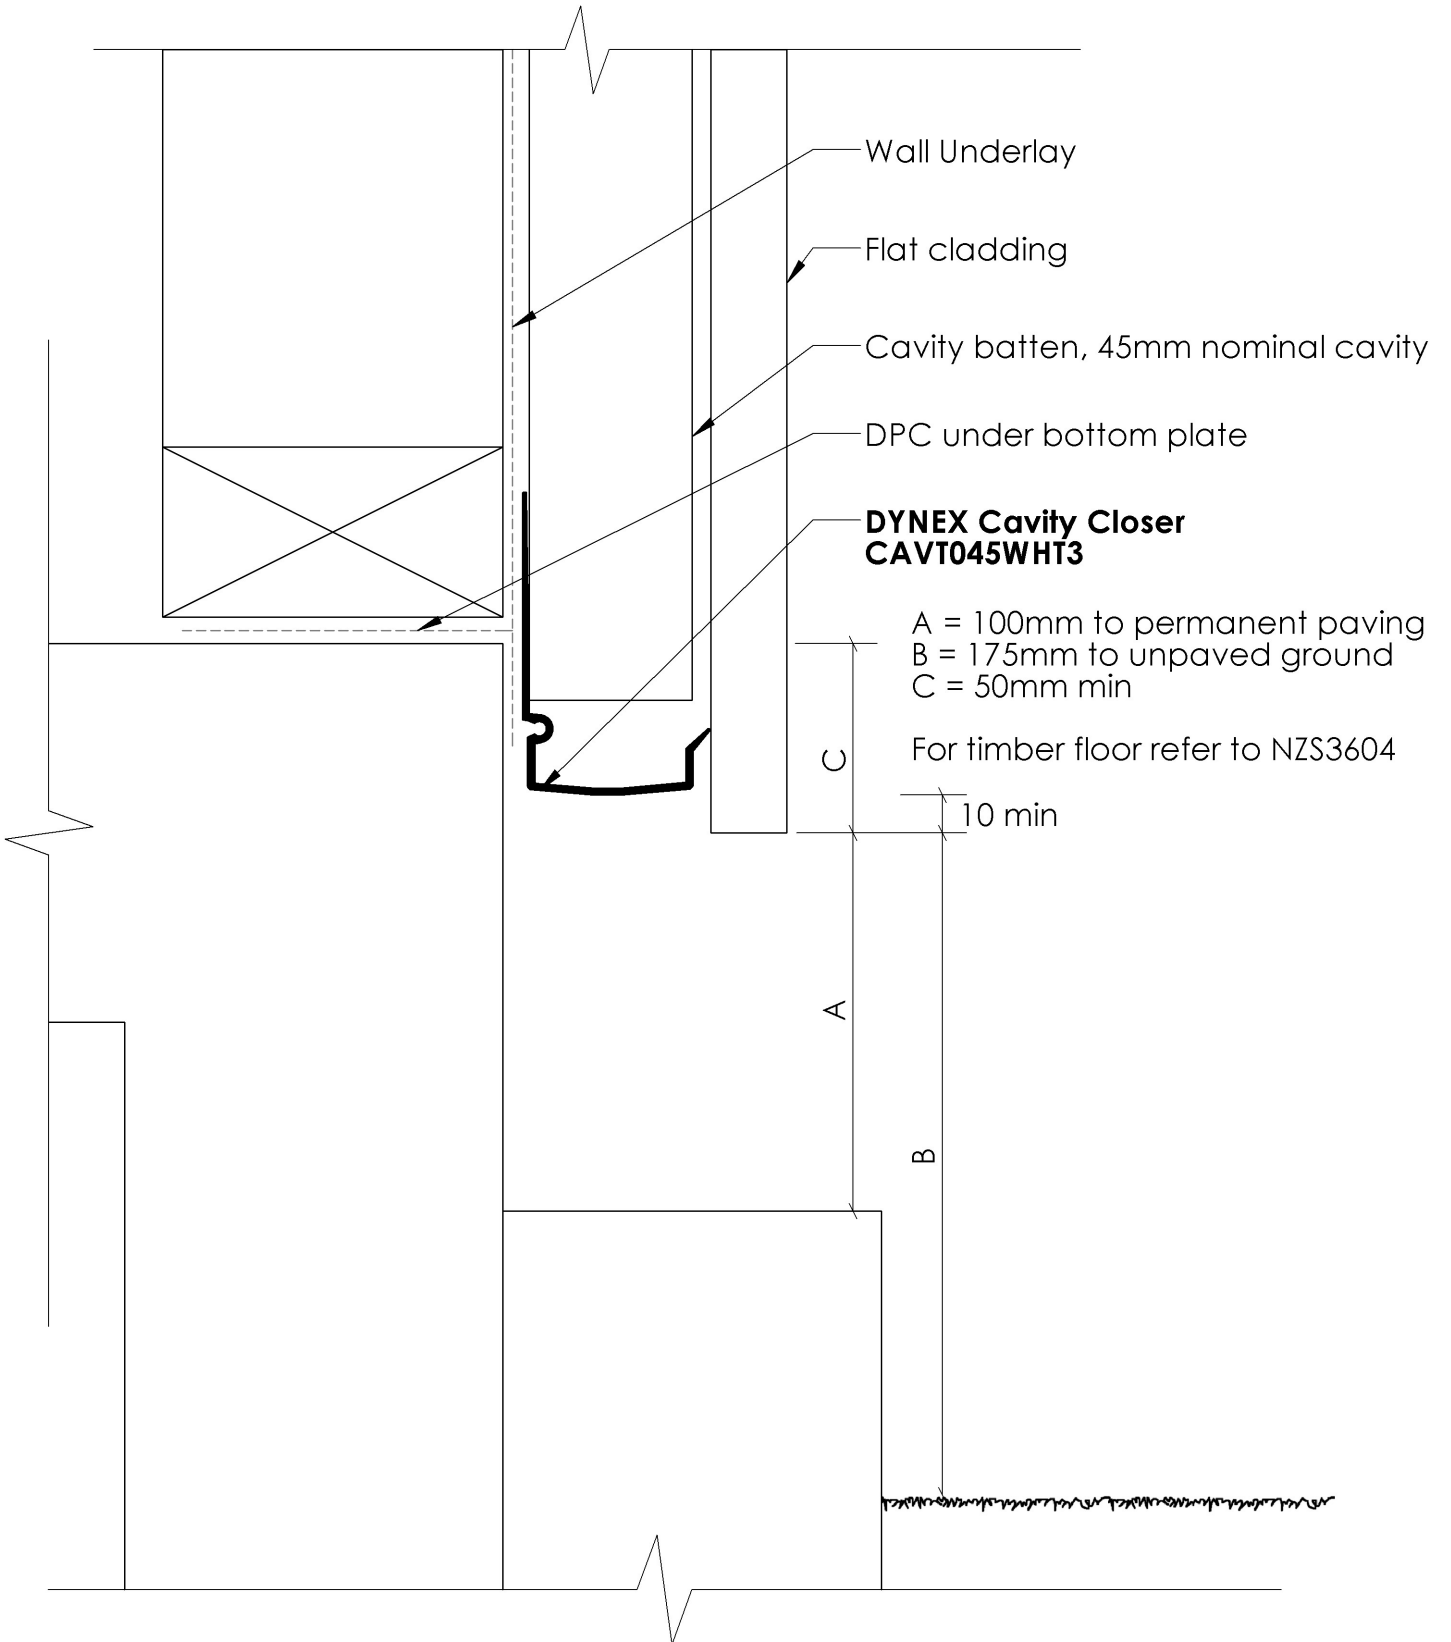 Wall Underlay
Flat cladding
Cavity batten, 45mm nominal cavity
DPC under bottom plate
DYNEX Cavity Closer
CAVT045WHT3
A = 100mm to permanent paving
B = 175mm to unpaved ground
C = 50mm min
For timber floor refer to NZS3604
C
10 min
A
B